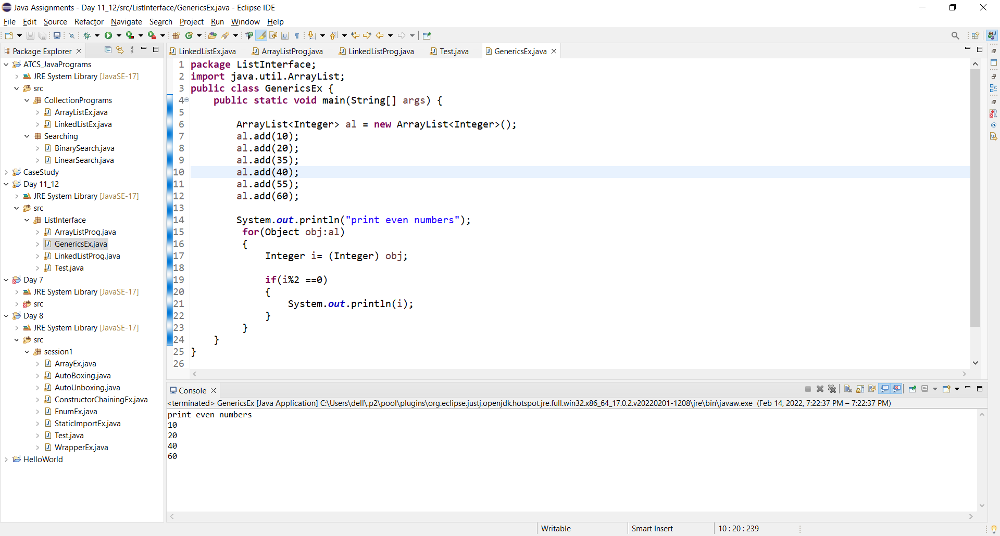 Java Assignments - Day 11_12/src/ListInterface/GenericsEx.java - Eclipse IDE
File Edit Source Refactor Navigate Search Project Run Window Help
Package Explorer
ATCS_JavaPrograms
JRE System Library [JavaSE-17]
src
CollectionPrograms
ArrayListEx.java
LinkedListEx.java
Searching
BinarySearch.java
LinearSearch.java
CaseStudy
Day 11_12
JRE System Library [JavaSE-17]
src
ListInterface
ArrayListProg.java
GenericsEx.java
LinkedListProg.java
Test.java
Day 7
JRE System Library [JavaSE-17]
src
Day 8
JRE System Library [JavaSE-17]
src
session1
ArrayEx.java
AutoBoxing.java
AutoUnboxing.java
ConstructorChainingEx.java
EnumEx.java
StaticImportEx.java
Test.java
WrapperEx.java
HelloWorld
LinkedListEx.java ArrayListProg.java LinkedListProg.java Test.java GenericsEx.java
1 package ListInterface;
2 import java.util.ArrayList;
3 public class GenericsEx {
4 public static void main(String[] args) {
5
6 ArrayList<Integer> al = new ArrayList<Integer>();
7 al.add(10);
8 al.add(20);
9 al.add(35);
10 al.add(40);
11 al.add(55);
12 al.add(60);
13
14 System.out.println("print even numbers");
15 for(Object obj:al)
16 {
17 Integer i= (Integer) obj;
18
19 if(i%2 ==0)
20 {
21 System.out.println(i);
22 }
23 }
24 }
25 }
26
Console
<terminated> GenericsEx [Java Application] C:\Users\dell\.p2\pool\plugins\org.eclipse.justj.openjdk.hotspot.jre.full.win32.x86_64_17.0.2.v20220201-1208\jre\bin\javaw.exe (Feb 14, 2022, 7:22:37 PM – 7:22:37 PM)
print even numbers
10
20
40
60
Writable Smart Insert 10 : 20 : 239